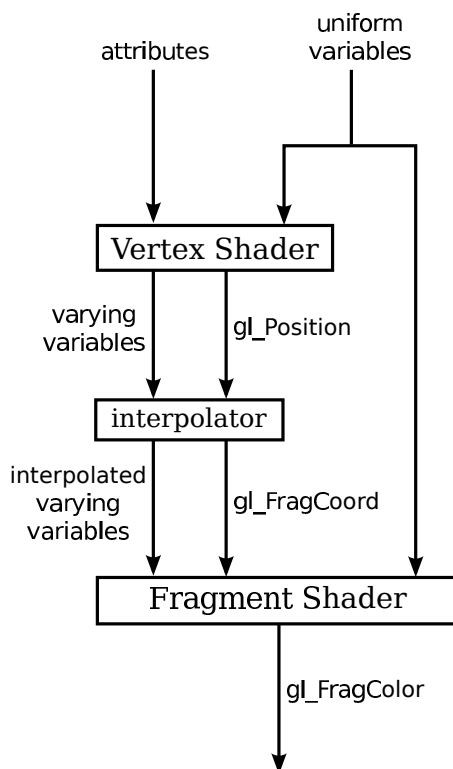 attributes
uniform
variables
Vertex Shader
varying
variables
gl_Position
interpolator
interpolated
varying
variables
gl_FragCoord
Fragment Shader
gl_FragColor